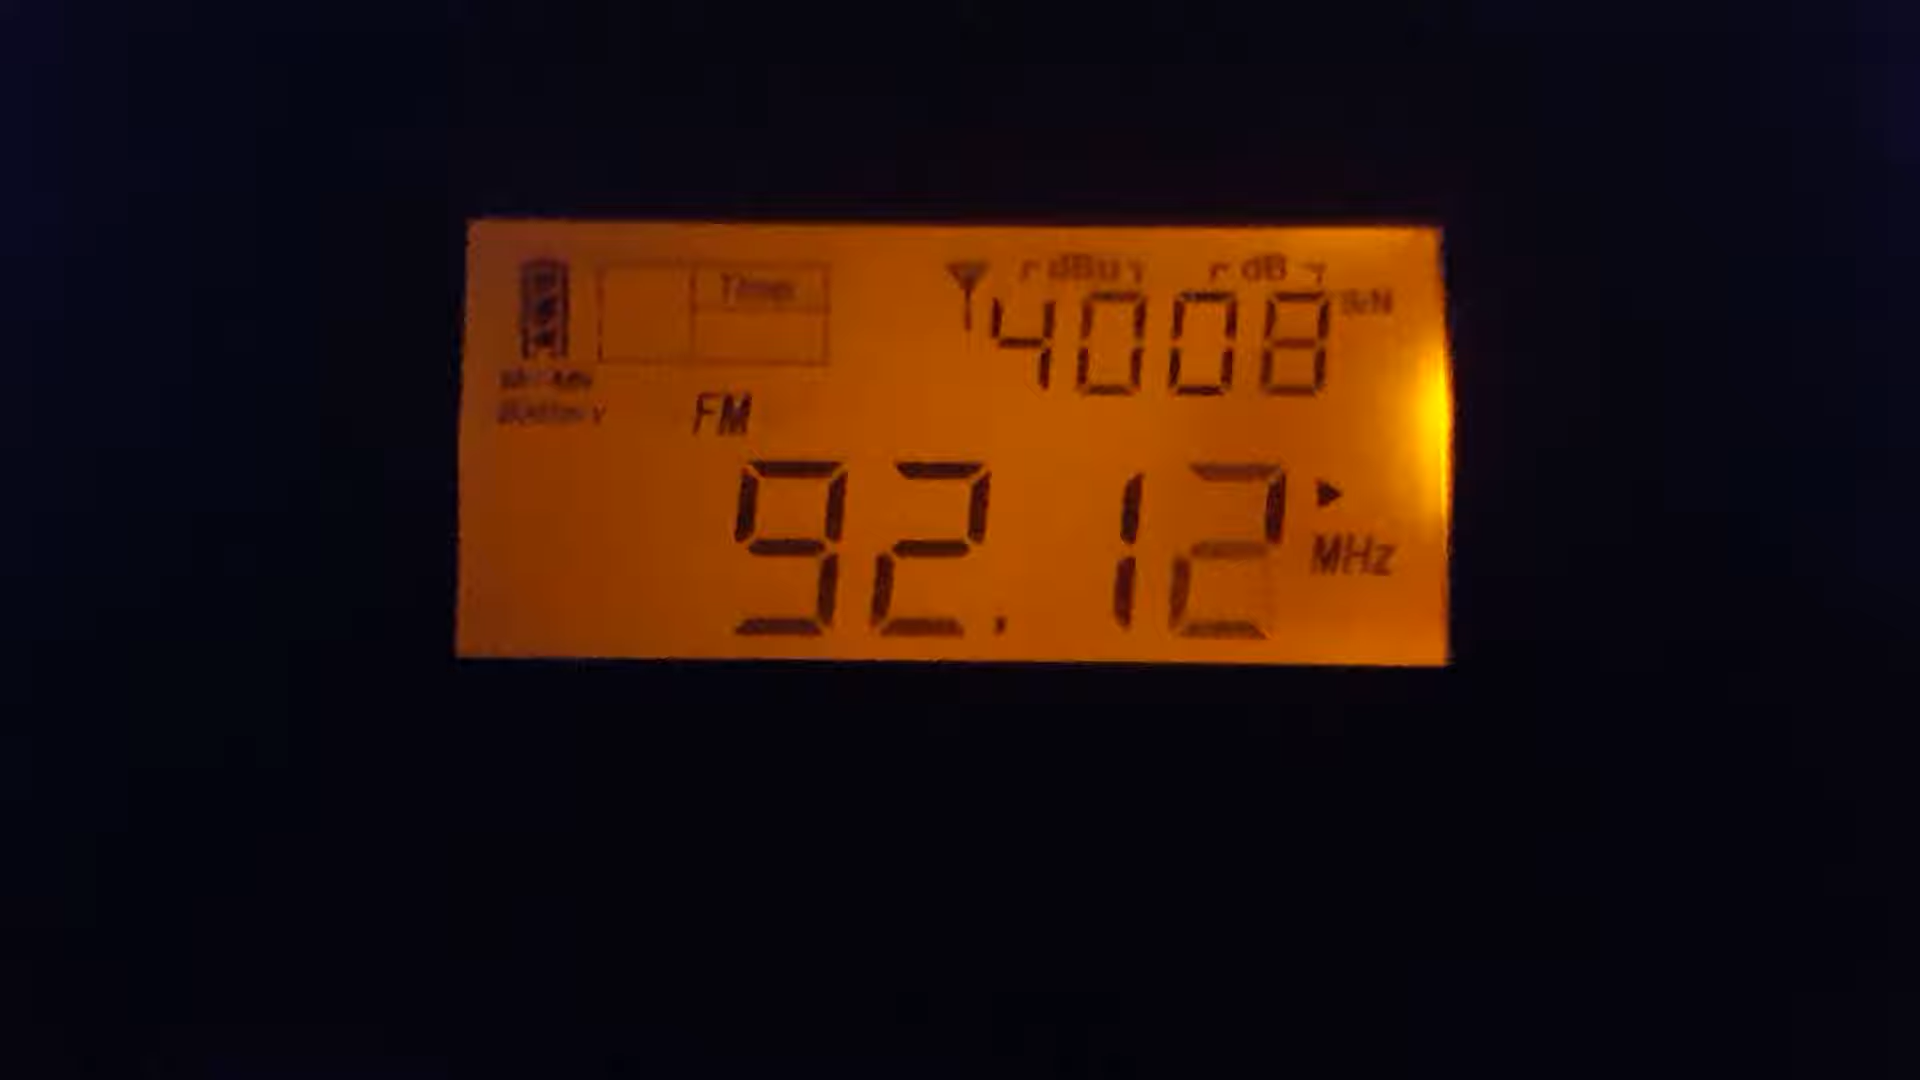 Time
dBu dB
4008 S/N
Battery
FM
92.12 MHz